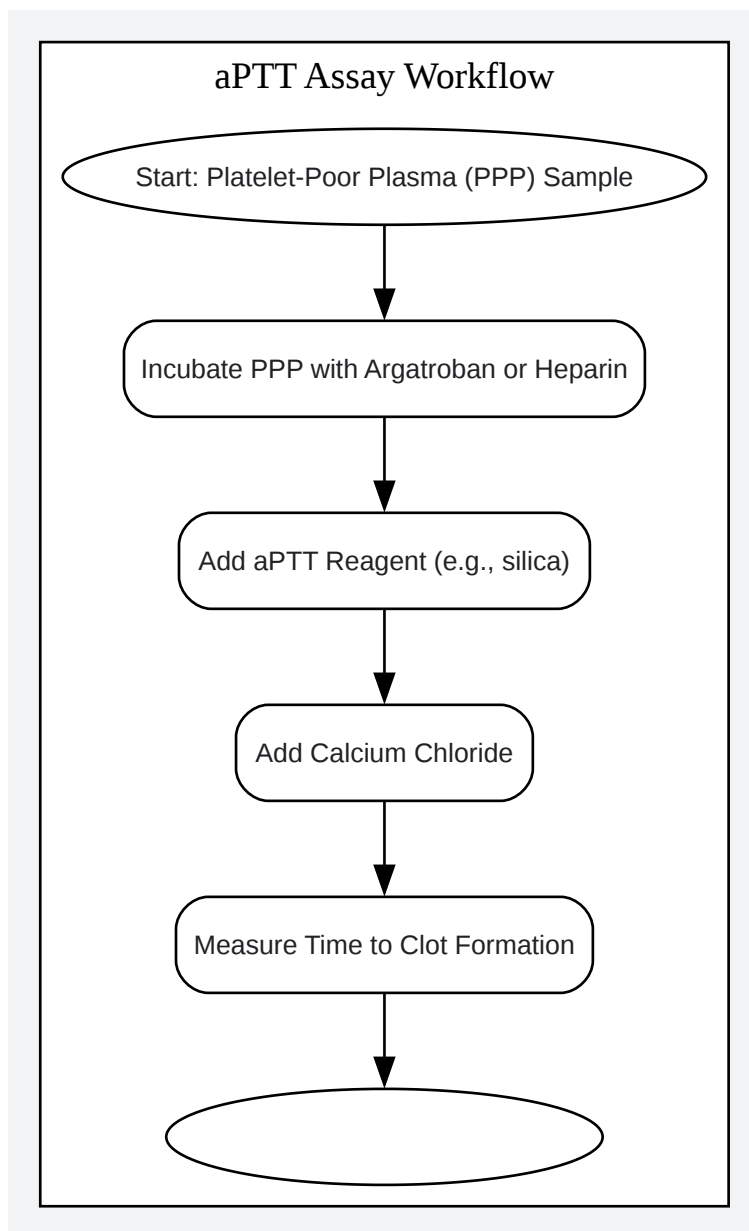 aPTT Assay Workflow
Start: Platelet-Poor Plasma (PPP) Sample
Incubate PPP with Argatroban or Heparin
Add aPTT Reagent (e.g., silica)
Add Calcium Chloride
Measure Time to Clot Formation